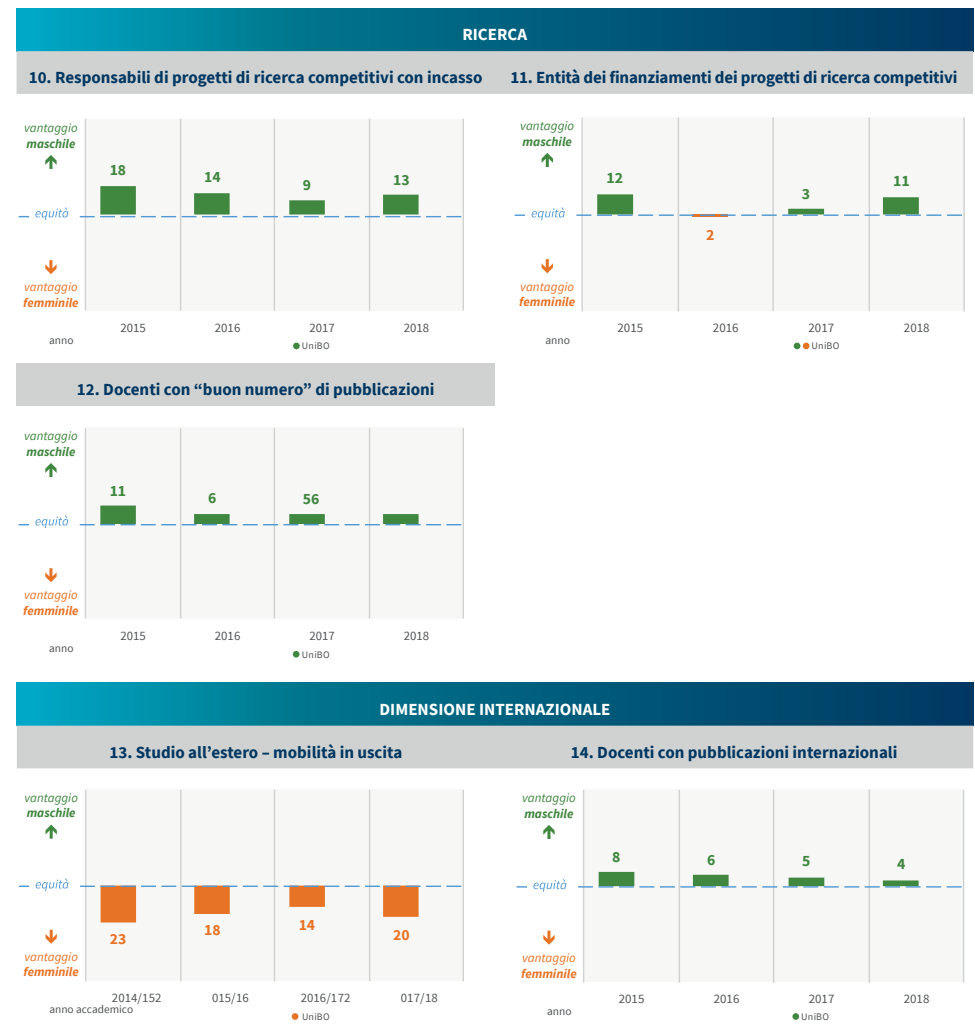 RICERCA
10. Responsabili di progetti di ricerca competitivi con incasso
vantaggio
maschile
18
14
9
13
equità
vantaggio
femminile
2015
2016
2017
2018
anno
UniBO
11. Entità dei finanziamenti dei progetti di ricerca competitivi
vantaggio
maschile
12
3
11
equità
2
vantaggio
femminile
2015
2016
2017
2018
anno
UniBO
12. Docenti con “buon numero” di pubblicazioni
vantaggio
maschile
11
6
56
equità
vantaggio
femminile
2015
2016
2017
2018
anno
UniBO
DIMENSIONE INTERNAZIONALE
13. Studio all’estero – mobilità in uscita
vantaggio
maschile
equità
23
18
14
20
vantaggio
femminile
2014/152
015/16
2016/172
017/18
anno accademico
UniBO
14. Docenti con pubblicazioni internazionali
vantaggio
maschile
8
6
5
4
equità
vantaggio
femminile
2015
2016
2017
2018
anno
UniBO